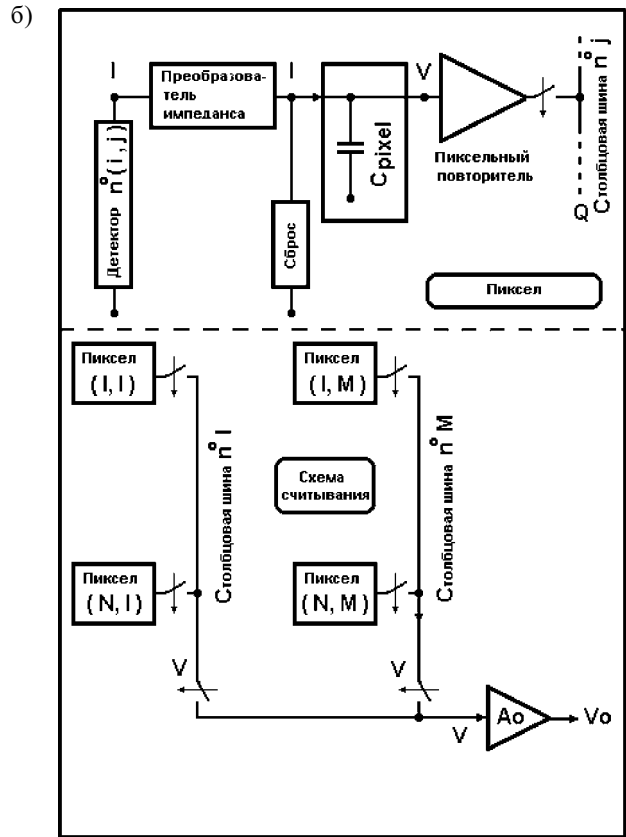 б)
I
Преобразова-
тель
импеданса
I
V
Детектор n°(i,j)
Сброс
Cpixel
Пиксельный
повторитель
Q
Столбцовая шина n°j
Пиксел
Пиксел
(I,I)
Пиксел
(I,M)
Столбцовая шина n°I
Схема
считывания
Столбцовая шина n°M
Пиксел
(N,I)
Пиксел
(N,M)
V
V
V
Ao
Vo